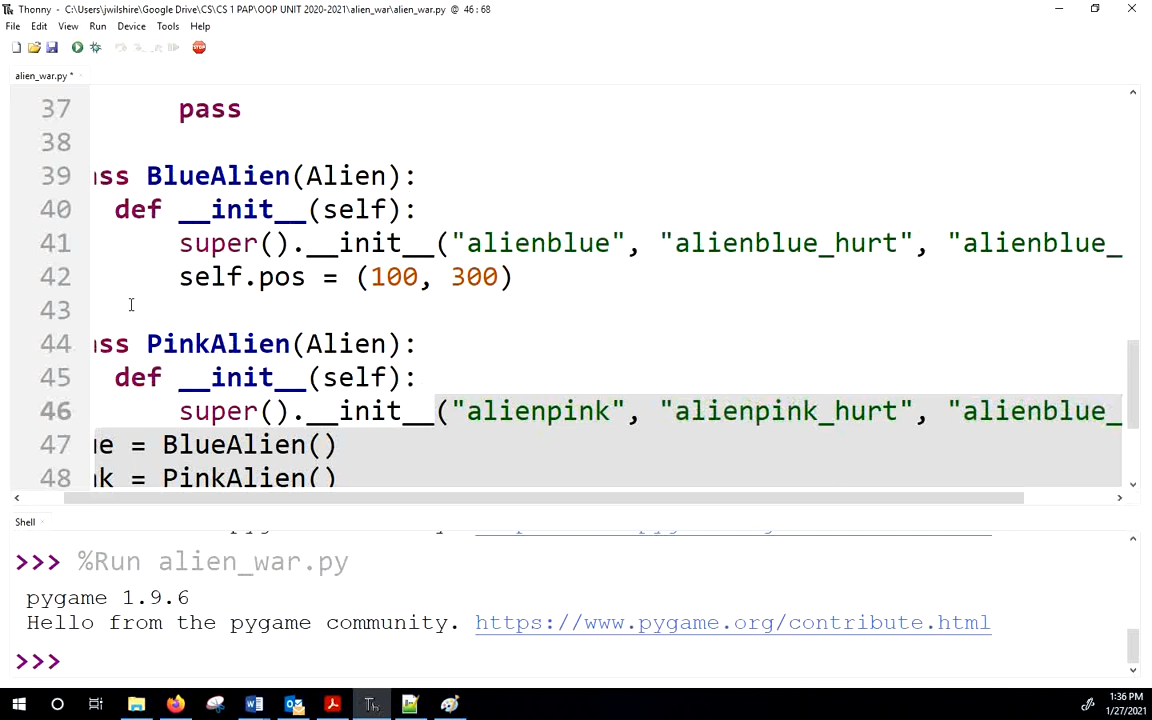 Thonny - C:\Users\jwilshire\Google Drive\CS\CS 1 PAP\OOP UNIT 2020-2021\alien_war\alien_war.py @ 46 : 68
File Edit View Run Device Tools Help
STOP
alien_war.py *
37 pass
38
39 ass BlueAlien(Alien):
40 def __init__(self):
41 super().__init__("alienblue", "alienblue_hurt", "alienblue_
42 self.pos = (100, 300)
43
44 ass PinkAlien(Alien):
45 def __init__(self):
46 super().__init__("alienpink", "alienpink_hurt", "alienblue_
47 ue = BlueAlien()
48 nk = PinkAlien()
Shell
>>> %Run alien_war.py
pygame 1.9.6
Hello from the pygame community. https://www.pygame.org/contribute.html
>>>
1:36 PM
1/27/2021